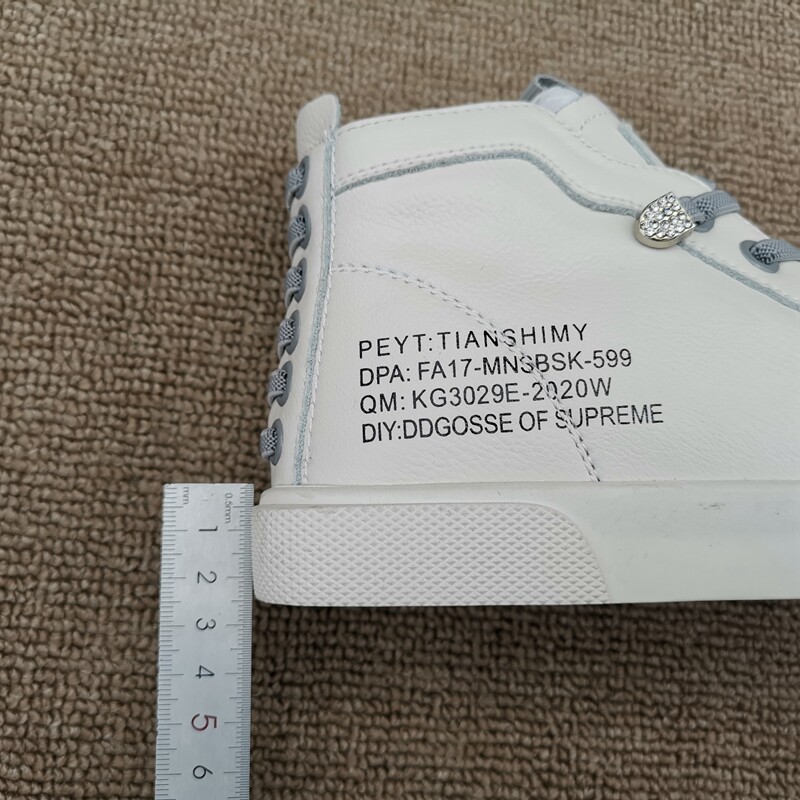 PEYT:TIANSHIMY
DPA: FA17-MNSBSK-599
QM: KG3029E-2020W
DIY:DDGOSSE OF SUPREME
mm
0.5mm
1
2
3
4
5
6